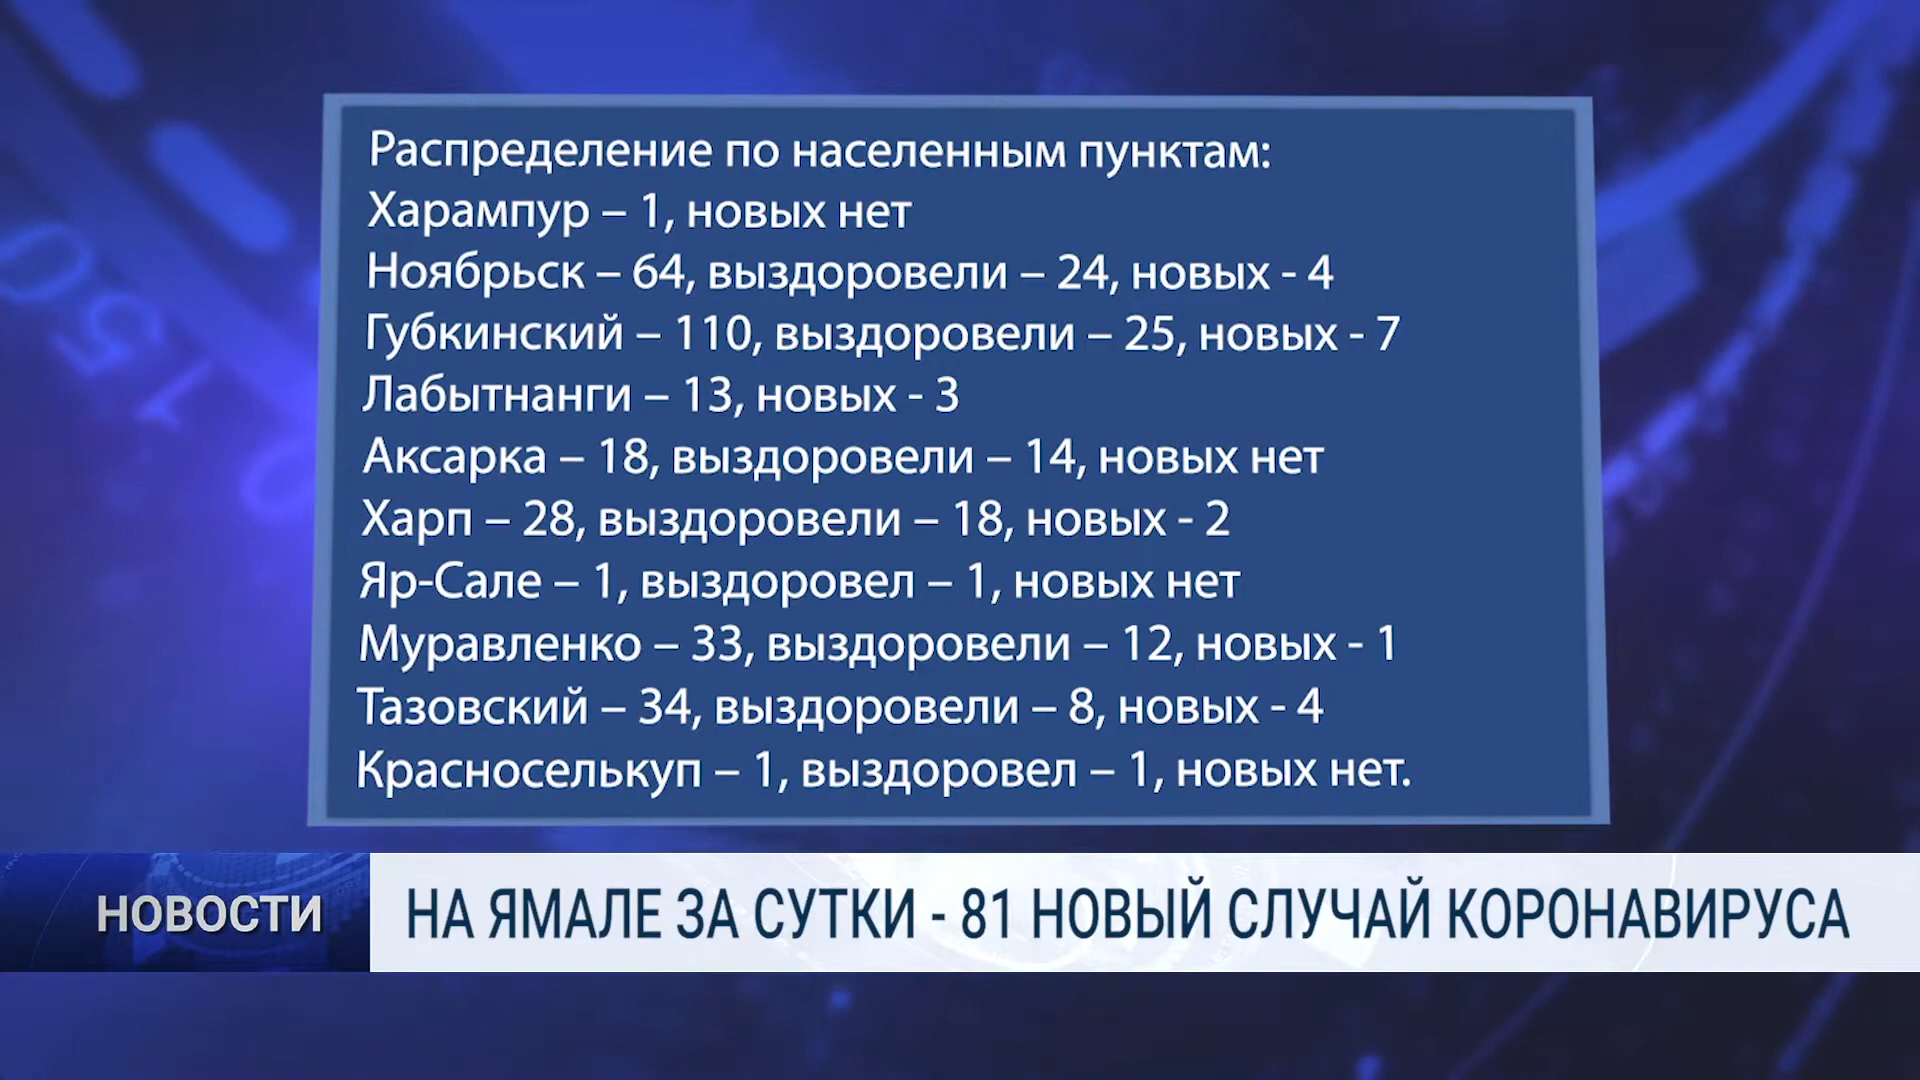 Распределение по населенным пунктам:
Харампур – 1, новых нет
Ноябрьск – 64, выздоровели – 24, новых - 4
Губкинский – 110, выздоровели – 25, новых - 7
Лабытнанги – 13, новых - 3
Аксарка – 18, выздоровели – 14, новых нет
Харп – 28, выздоровели – 18, новых - 2
Яр-Сале – 1, выздоровел – 1, новых нет
Муравленко – 33, выздоровели – 12, новых - 1
Тазовский – 34, выздоровели – 8, новых - 4
Красноселькуп – 1, выздоровел – 1, новых нет.
НОВОСТИ
НА ЯМАЛЕ ЗА СУТКИ - 81 НОВЫЙ СЛУЧАЙ КОРОНАВИРУСА
150